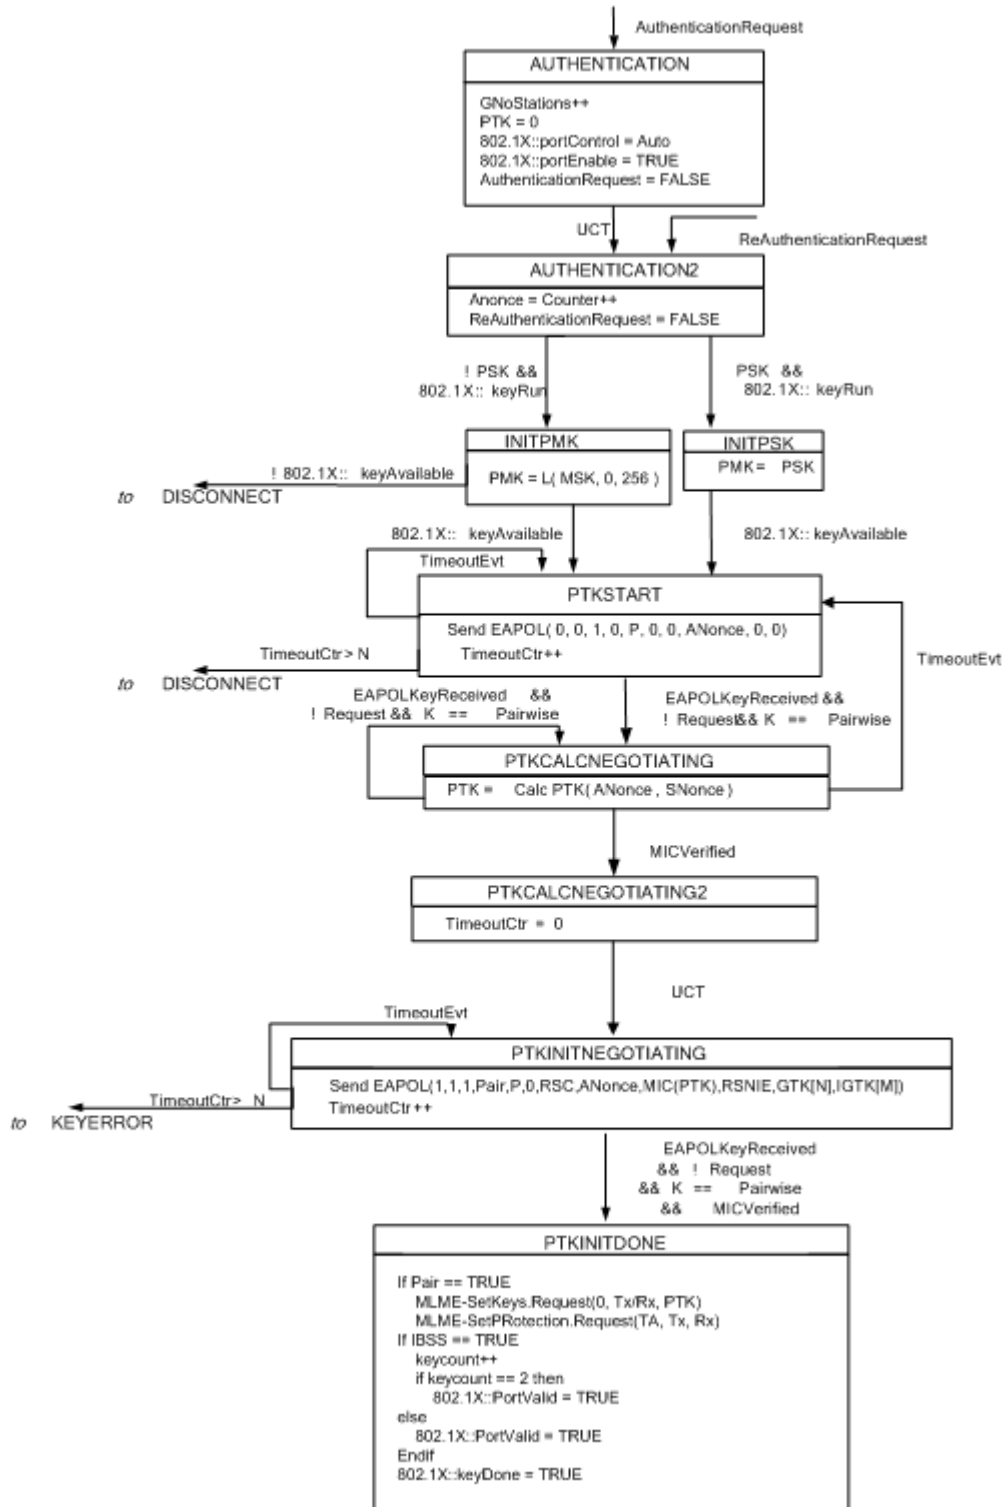 AuthenticationRequest
AUTHENTICATION
GNoStations++
PTK = 0
802.1X::portControl = Auto
802.1X::portEnable = TRUE
AuthenticationRequest = FALSE
UCT
ReAuthenticationRequest
AUTHENTICATION2
Anonce = Counter++
ReAuthenticationRequest = FALSE
! PSK &&
802.1X:: keyRun
PSK &&
802.1X:: keyRun
INITPMK
PMK = L( MSK, 0, 256 )
INITPSK
PMK = PSK
! 802.1X:: keyAvailable
to DISCONNECT
802.1X:: keyAvailable
802.1X:: keyAvailable
TimeoutEvt
PTKSTART
Send EAPOL( 0, 0, 1, 0, P, 0, 0, ANonce, 0, 0)
TimeoutCtr++
TimeoutCtr> N
to DISCONNECT
TimeoutEvt
EAPOLKeyReceived &&
! Request && K == Pairwise
EAPOLKeyReceived &&
! Request&& K == Pairwise
PTKCALCNEGOTIATING
PTK = Calc PTK( ANonce , SNonce )
MICVerified
PTKCALCNEGOTIATING2
TimeoutCtr = 0
UCT
TimeoutEvt
PTKINITNEGOTIATING
Send EAPOL(1,1,1,Pair,P,0,RSC,ANonce,MIC(PTK),RSNIE,GTK[N],IGTK[M])
TimeoutCtr++
TimeoutCtr> N
to KEYERROR
EAPOLKeyReceived
&& ! Request
&& K == Pairwise
&& MICVerified
PTKINITDONE
If Pair == TRUE
MLME-SetKeys.Request(0, Tx/Rx, PTK)
MLME-SetPRotection.Request(TA, Tx, Rx)
If IBSS == TRUE
keycount++
if keycount == 2 then
802.1X::PortValid = TRUE
else
802.1X::PortValid = TRUE
Endif
802.1X::keyDone = TRUE